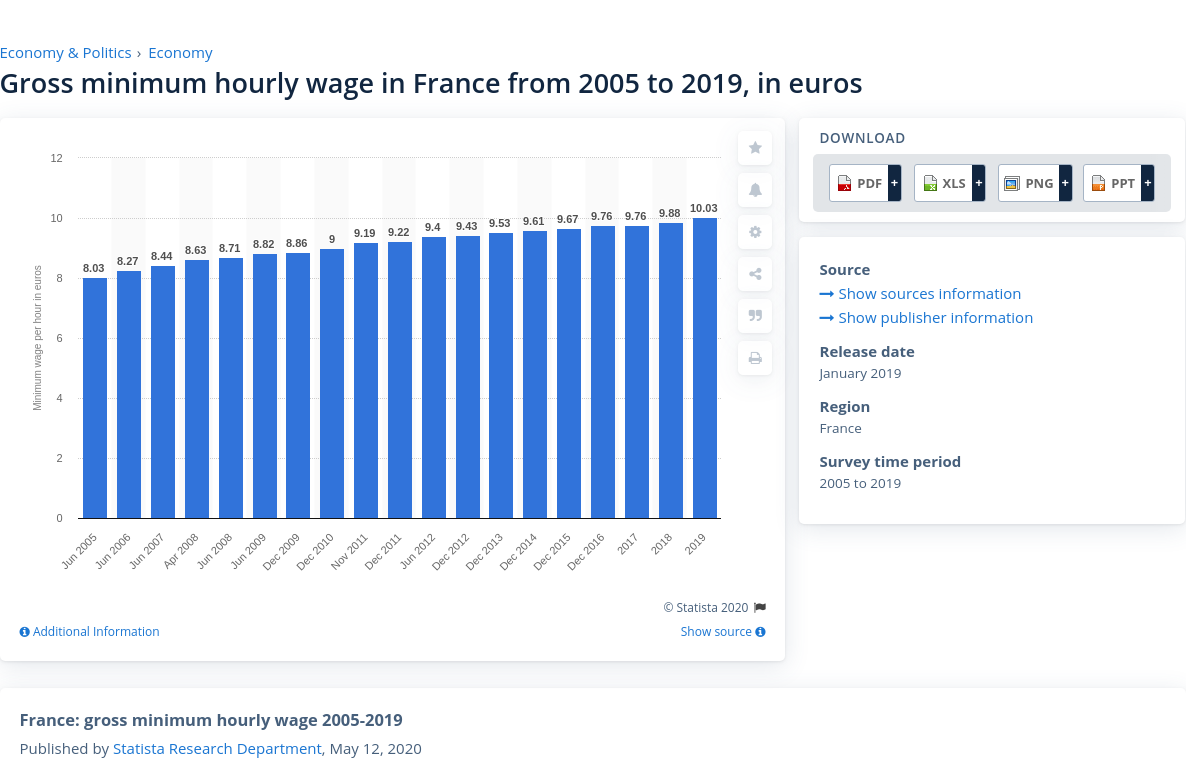 Economy & Politics › Economy
Gross minimum hourly wage in France from 2005 to 2019, in euros
Minimum wage per hour in euros
12
10
8
6
4
2
0
8.03 8.27 8.44 8.63 8.71 8.82 8.86 9 9.19 9.22 9.4 9.43 9.53 9.61 9.67 9.76 9.76 9.88 10.03
Jun 2005 Jun 2006 Jun 2007 Apr 2008 Jun 2008 Jun 2009 Dec 2009 Dec 2010 Nov 2011 Dec 2011 Jun 2012 Dec 2012 Dec 2013 Dec 2014 Dec 2015 Dec 2016 2017 2018 2019
© Statista 2020
Additional Information
Show source
DOWNLOAD
PDF + XLS + PNG + PPT +
Source
Show sources information
Show publisher information
Release date
January 2019
Region
France
Survey time period
2005 to 2019
France: gross minimum hourly wage 2005-2019
Published by Statista Research Department, May 12, 2020